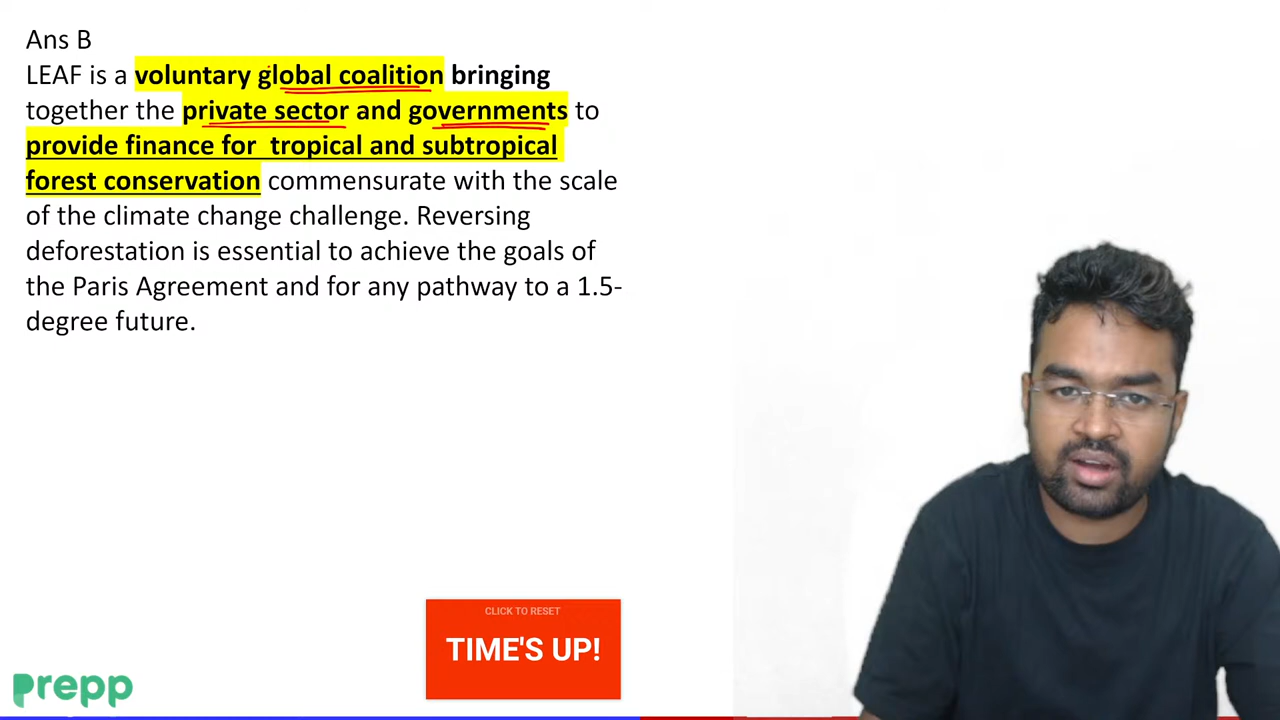 Ans B
LEAF is a voluntary global coalition bringing
together the private sector and governments to
provide finance for  tropical and subtropical
forest conservation commensurate with the scale
of the climate change challenge. Reversing
deforestation is essential to achieve the goals of
the Paris Agreement and for any pathway to a 1.5-
degree future.
CLICK TO RESET
TIME'S UP!
prepp